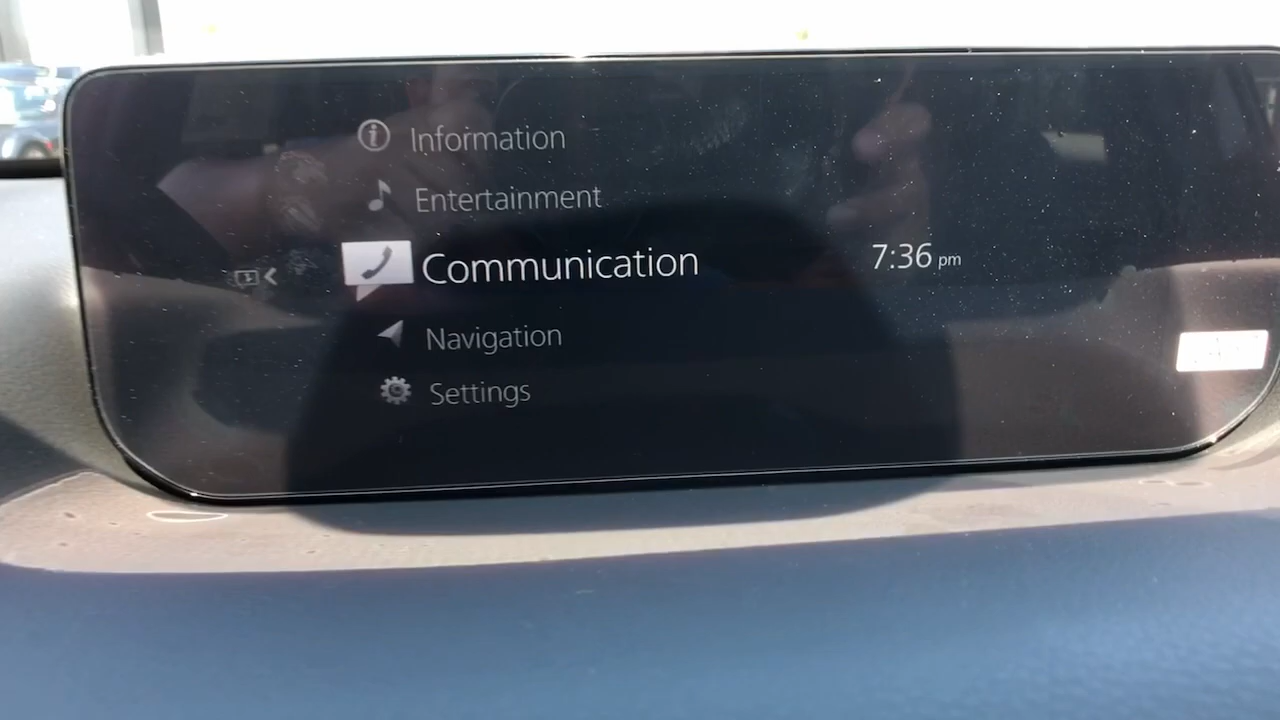 Information
Entertainment
Communication
7:36 pm
Navigation
Settings